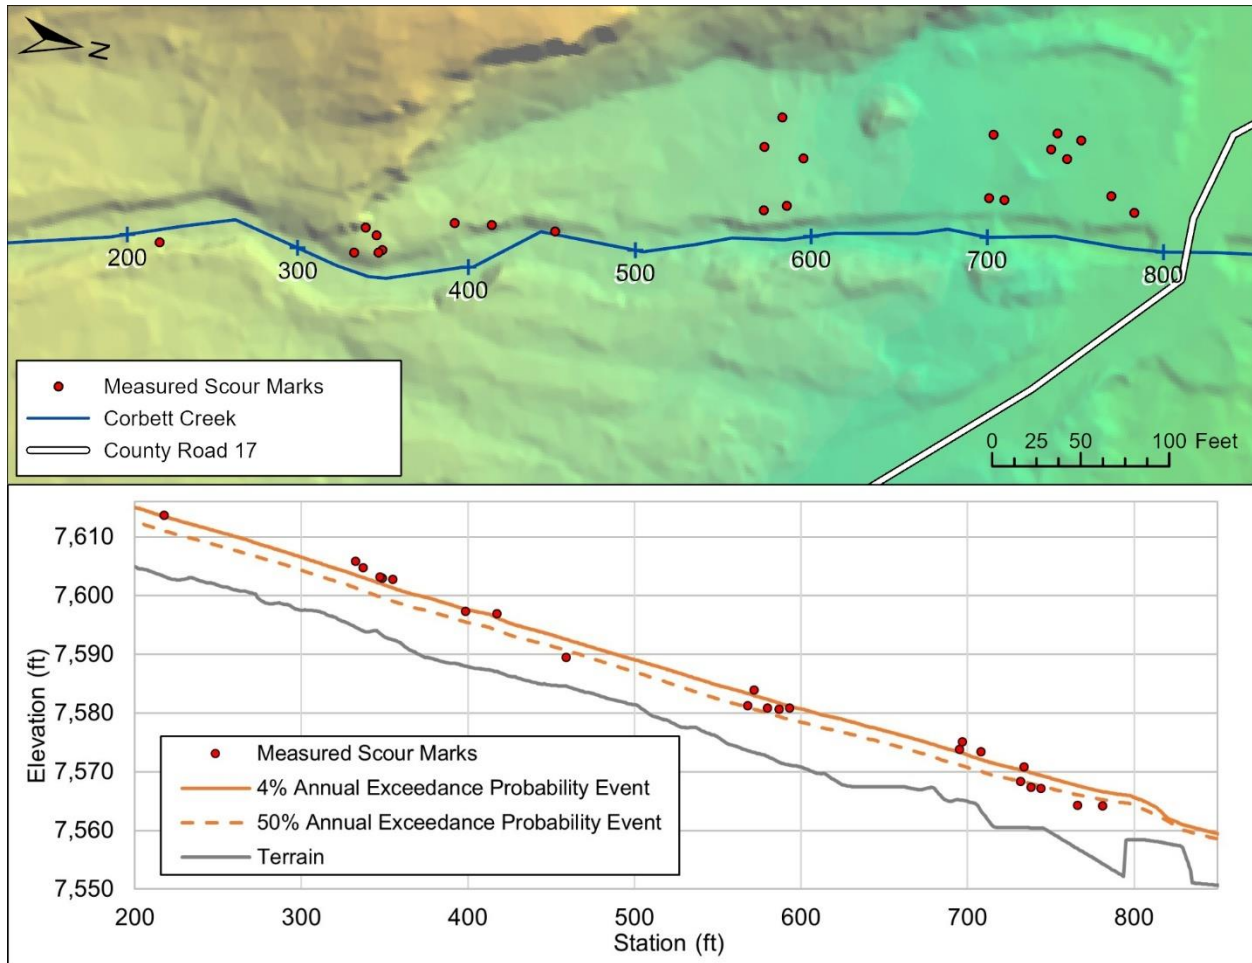 N
200
300
400
500
600
700
800
Measured Scour Marks
Corbett Creek
County Road 17
0 25 50 100 Feet
7,610
7,600
7,590
7,580
7,570
7,560
7,550
Elevation (ft)
Measured Scour Marks
4% Annual Exceedance Probability Event
50% Annual Exceedance Probability Event
Terrain
200 300 400 500 600 700 800
Station (ft)